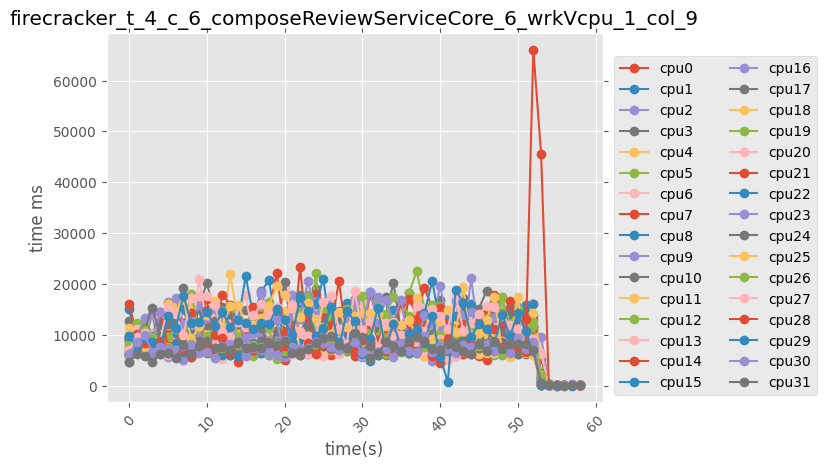 firecracker_t_4_c_6_composeReviewServiceCore_6_wrkVcpu_1_col_9
60000
50000
40000
30000
20000
10000
0
time ms
0
10
20
30
40
50
60
time(s)
cpu0
cpu1
cpu2
cpu3
cpu4
cpu5
cpu6
cpu7
cpu8
cpu9
cpu10
cpu11
cpu12
cpu13
cpu14
cpu15
cpu16
cpu17
cpu18
cpu19
cpu20
cpu21
cpu22
cpu23
cpu24
cpu25
cpu26
cpu27
cpu28
cpu29
cpu30
cpu31